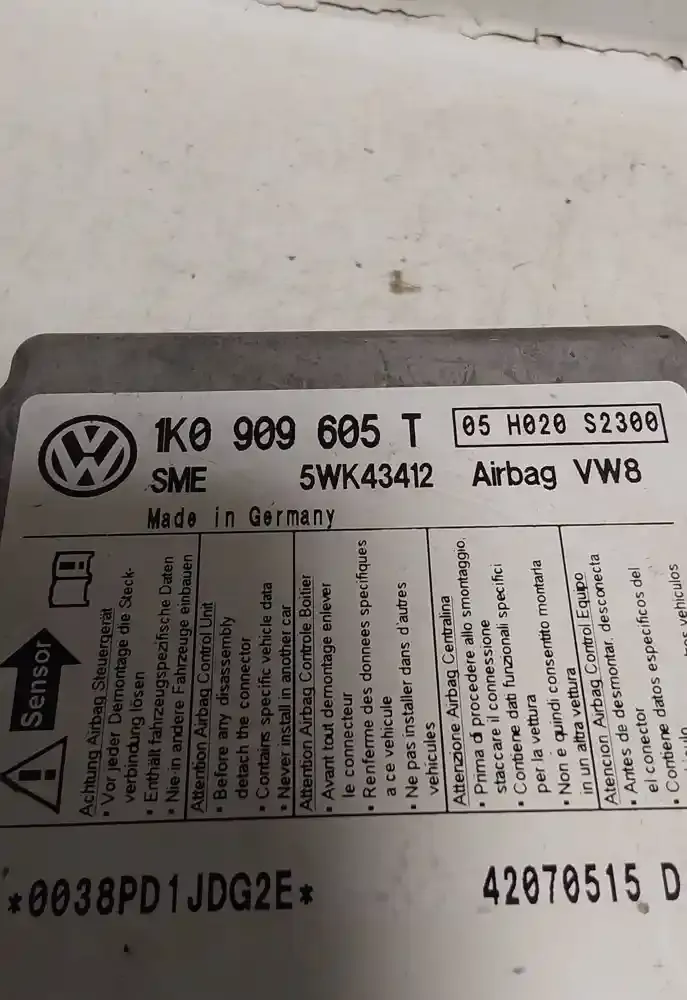 1K0 909 605 T
05 H020 S2300
SME 5WK43412 Airbag VW8
Made in Germany
Sensor
Achtung Airbag Steuergerät
• Vor jeder Demontage die Steck-
verbindung lösen
• Enthält fahrzeugspezifische Daten
• Nie in andere Fahrzeuge einbauen
Attention Airbag Control Unit
• Before any disassembly
detach the connector
• Contains specific vehicle data
• Never install in another car
Attention Airbag Controle Boitier
• Avant tout demontage enlever
le connecteur
• Renferme des donnees specifiques
a ce vehicule
• Ne pas installer dans d'autres
vehicules
Attenzione Airbag Centralina
• Prima di procedere allo smontaggio,
staccare il connessione
• Contiene dati funzionali specifici
per la vettura
• Non e quindi consentito montarla
in un altra vettura
Atencion Airbag Control Equipo
• Antes de desmontar, desconecta
el conector
• Contiene datos especificos del
vehiculos
*0038PD1JDG2E*
42070515 D